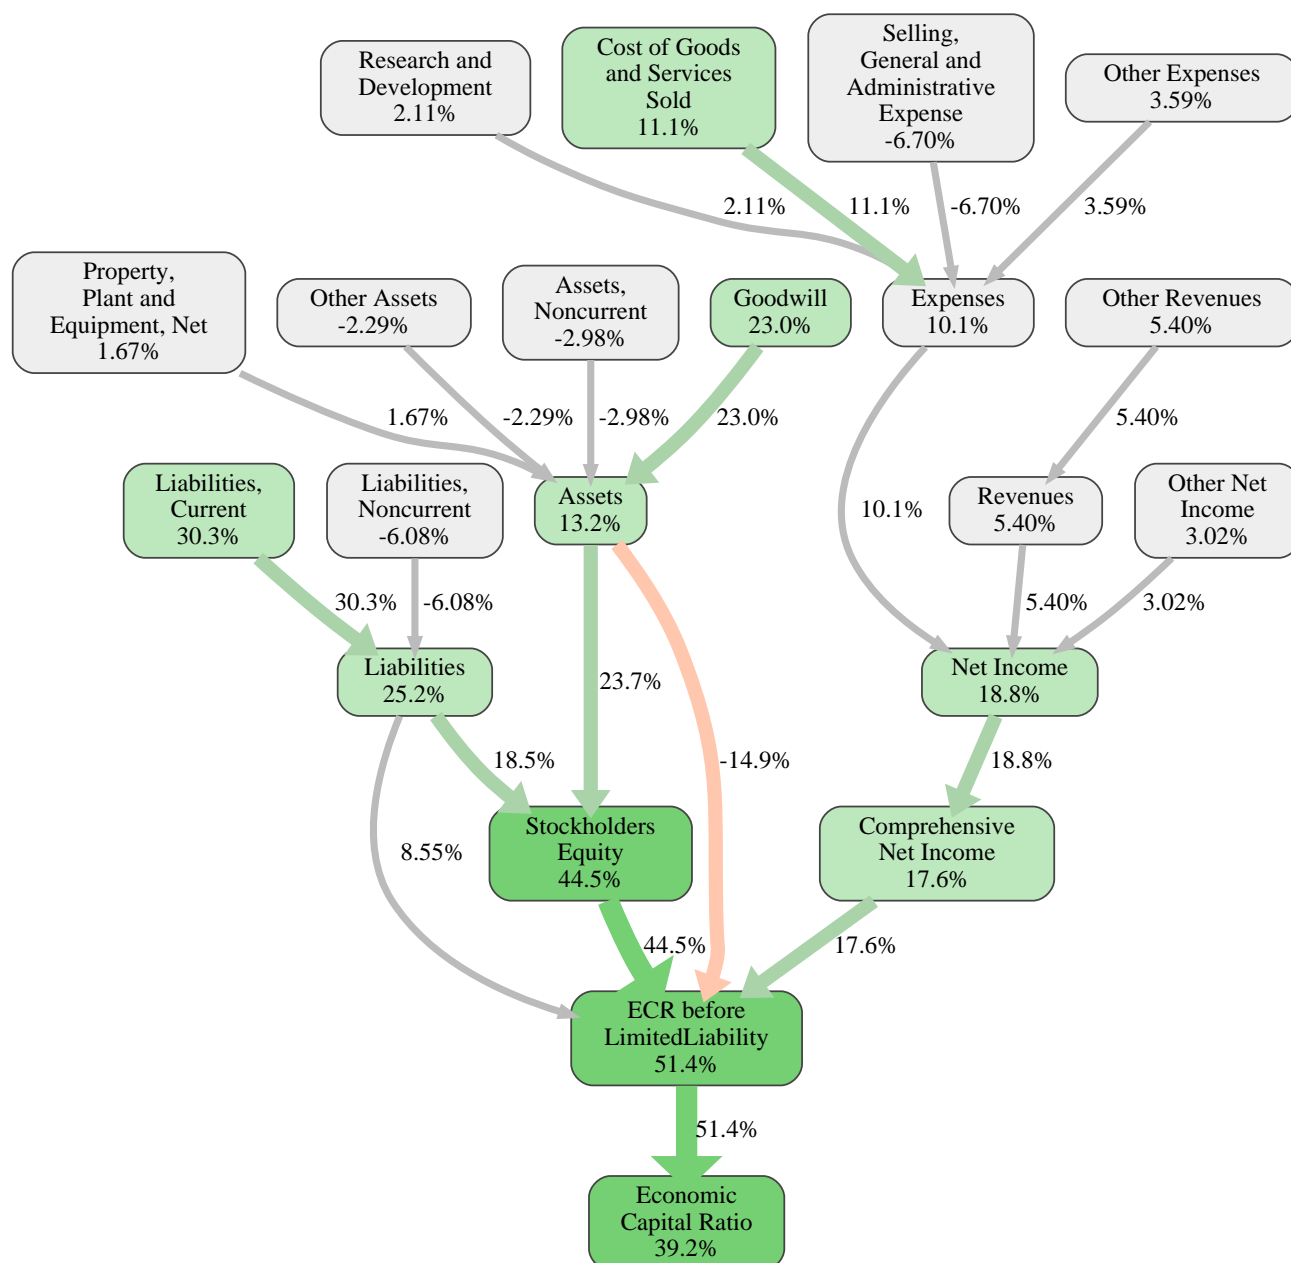 Research and
Development
2.11%
Cost of Goods
and Services
Sold
11.1%
Selling,
General and
Administrative
Expense
-6.70%
Other Expenses
3.59%
2.11%
11.1%
-6.70%
3.59%
Property,
Plant and
Equipment, Net
1.67%
Other Assets
-2.29%
Assets,
Noncurrent
-2.98%
Goodwill
23.0%
Expenses
10.1%
Other Revenues
5.40%
1.67%
-2.29%
-2.98%
23.0%
5.40%
Liabilities,
Current
30.3%
Liabilities,
Noncurrent
-6.08%
Assets
13.2%
10.1%
Revenues
5.40%
Other Net
Income
3.02%
30.3%
-6.08%
5.40%
3.02%
Liabilities
25.2%
23.7%
Net Income
18.8%
18.5%
-14.9%
18.8%
8.55%
Stockholders
Equity
44.5%
Comprehensive
Net Income
17.6%
44.5%
17.6%
ECR before
LimitedLiability
51.4%
51.4%
Economic
Capital Ratio
39.2%